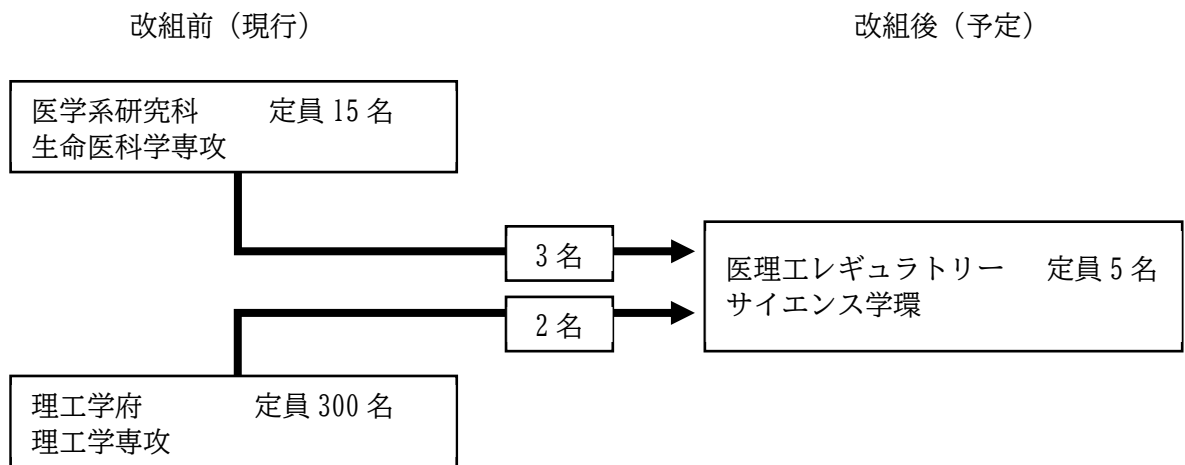 改組前（現行）
改組後（予定）
医学系研究科　　　定員 15 名
生命医科学専攻
3 名
医理工レギュラトリー　定員 5 名
サイエンス学環
2 名
理工学府　　　　　定員 300 名
理工学専攻